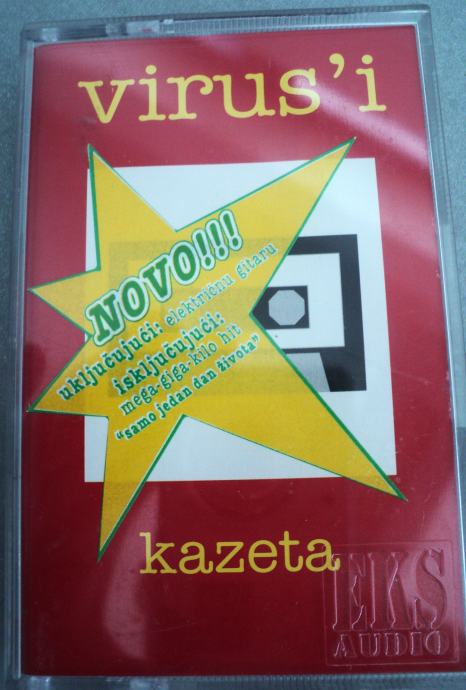 virus'i
NOVO!!!
uključujući: električnu gitaru
isključujući:
mega-giga-kilo hit
"samo jedan dan života"
kazeta
EKS
AUDIO